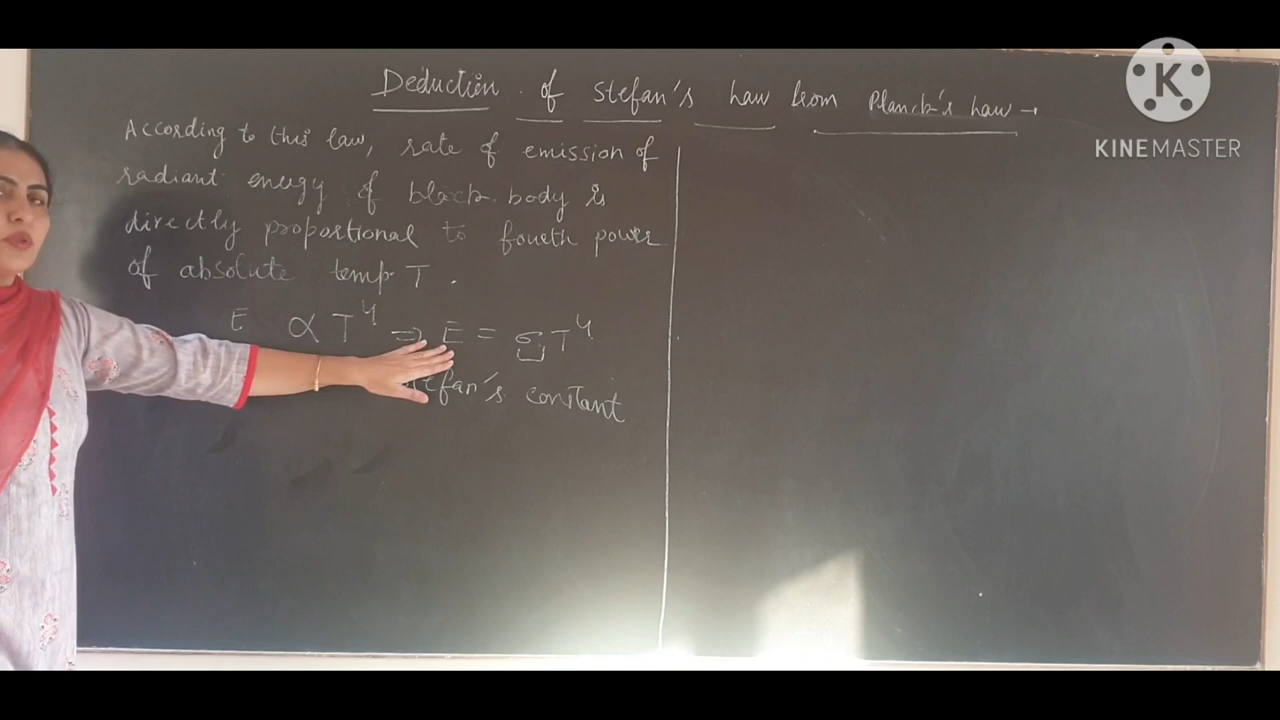 Deduction of Stefan's Law from Planck's Law →
KINEMASTER
According to this law, rate of emission of
radiant energy of black body is
directly proportional to fourth power
of absolute temp. T.
E ∝ T⁴ ⇒ E = σT⁴
Stefan's constant